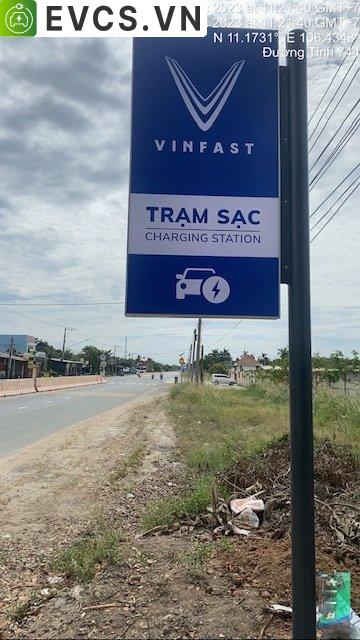 EVCS.VN
2023 at 11:21:40 GMT+7
N 11.1731°, E 106.4348°
Đường Tỉnh 744
VINFAST
TRẠM SẠC
CHARGING STATION